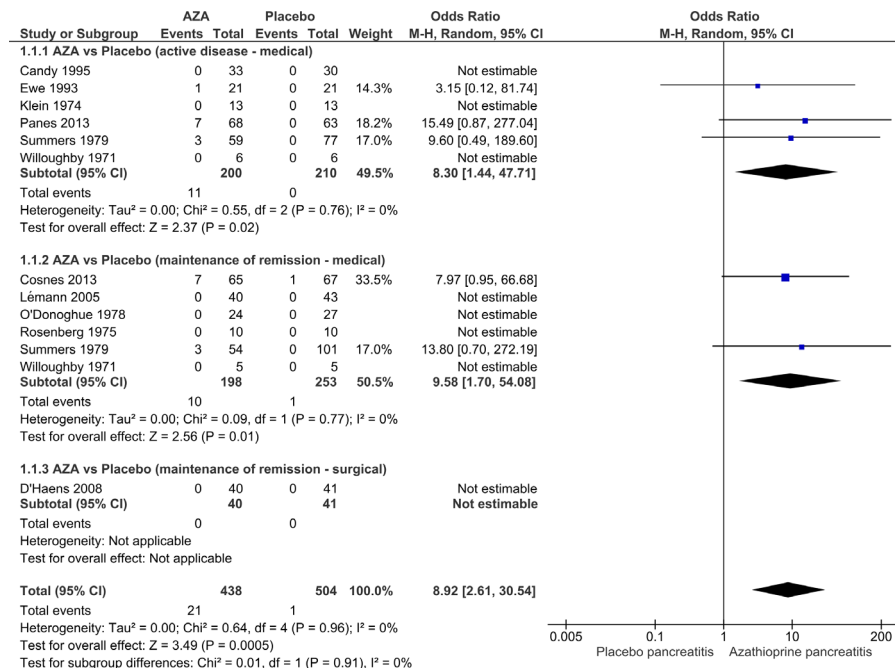 AZA Placebo Odds Ratio Odds Ratio
Study or Subgroup Events Total Events Total Weight M-H, Random, 95% CI M-H, Random, 95% CI
1.1.1 AZA vs Placebo (active disease - medical)
Candy 1995 0 33 0 30 Not estimable
Ewe 1993 1 21 0 21 14.3% 3.15 [0.12, 81.74]
Klein 1974 0 13 0 13 Not estimable
Panes 2013 7 68 0 63 18.2% 15.49 [0.87, 277.04]
Summers 1979 3 59 0 77 17.0% 9.60 [0.49, 189.60]
Willoughby 1971 0 6 0 6 Not estimable
Subtotal (95% CI) 200 210 49.5% 8.30 [1.44, 47.71]
Total events 11 0
Heterogeneity: Tau² = 0.00; Chi² = 0.55, df = 2 (P = 0.76); I² = 0%
Test for overall effect: Z = 2.37 (P = 0.02)
1.1.2 AZA vs Placebo (maintenance of remission - medical)
Cosnes 2013 7 65 1 67 33.5% 7.97 [0.95, 66.68]
Lémann 2005 0 40 0 43 Not estimable
O'Donoghue 1978 0 24 0 27 Not estimable
Rosenberg 1975 0 10 0 10 Not estimable
Summers 1979 3 54 0 101 17.0% 13.80 [0.70, 272.19]
Willoughby 1971 0 5 0 5 Not estimable
Subtotal (95% CI) 198 253 50.5% 9.58 [1.70, 54.08]
Total events 10 1
Heterogeneity: Tau² = 0.00; Chi² = 0.09, df = 1 (P = 0.77); I² = 0%
Test for overall effect: Z = 2.56 (P = 0.01)
1.1.3 AZA vs Placebo (maintenance of remission - surgical)
D'Haens 2008 0 40 0 41 Not estimable
Subtotal (95% CI) 40 41 Not estimable
Total events 0 0
Heterogeneity: Not applicable
Test for overall effect: Not applicable
Total (95% CI) 438 504 100.0% 8.92 [2.61, 30.54]
Total events 21 1
Heterogeneity: Tau² = 0.00; Chi² = 0.64, df = 4 (P = 0.96); I² = 0%
Test for overall effect: Z = 3.49 (P = 0.0005)
Test for subgroup differences: Chi² = 0.01, df = 1 (P = 0.91), I² = 0%
0.005 0.1 1 10 200
Placebo pancreatitis Azathioprine pancreatitis